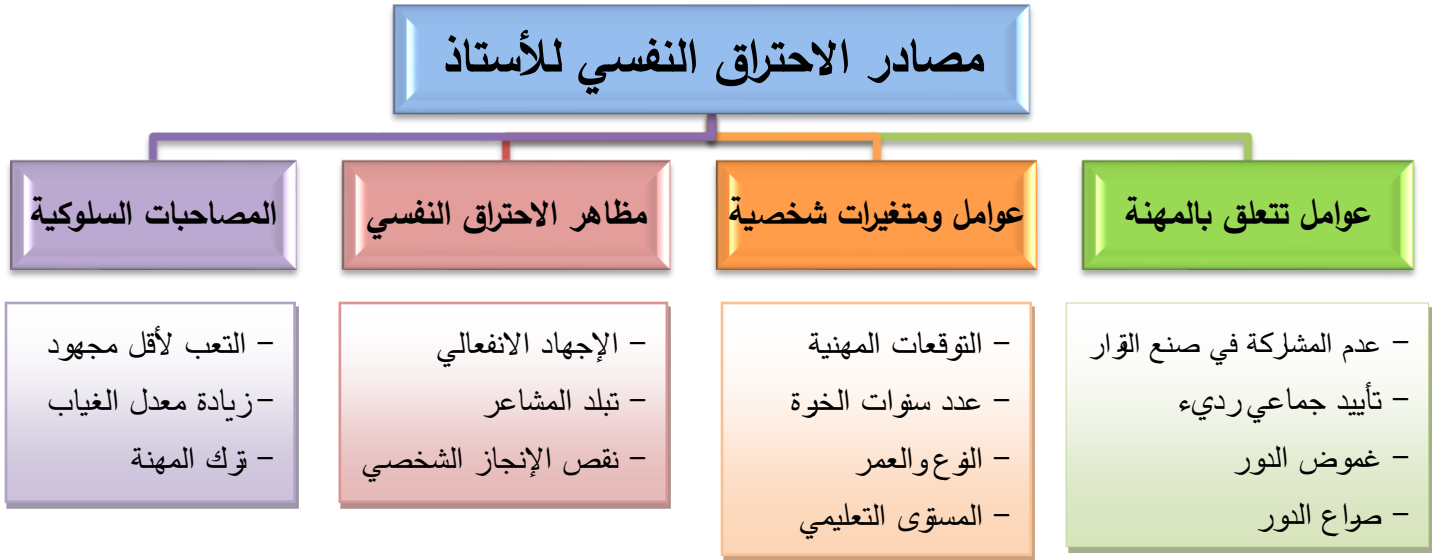 مصادر الاحتراق النفسي للأستاذ
عوامل تتعلق بالمهنة
عوامل ومتغيرات شخصية
مظاهر الاحتراق النفسي
المصاحبات السلوكية
- عدم المشاركة في صنع القرار
- تأييد جماعي رديء
- غموض الدور
- صراع الدور
- التوقعات المهنية
- عدد سنوات الخبرة
- النوع والعمر
- المستوى التعليمي
- الإجهاد الانفعالي
- تبلد المشاعر
- نقص الإنجاز الشخصي
- التعب لأقل مجهود
-زيادة معدل الغياب
- ترك المهنة